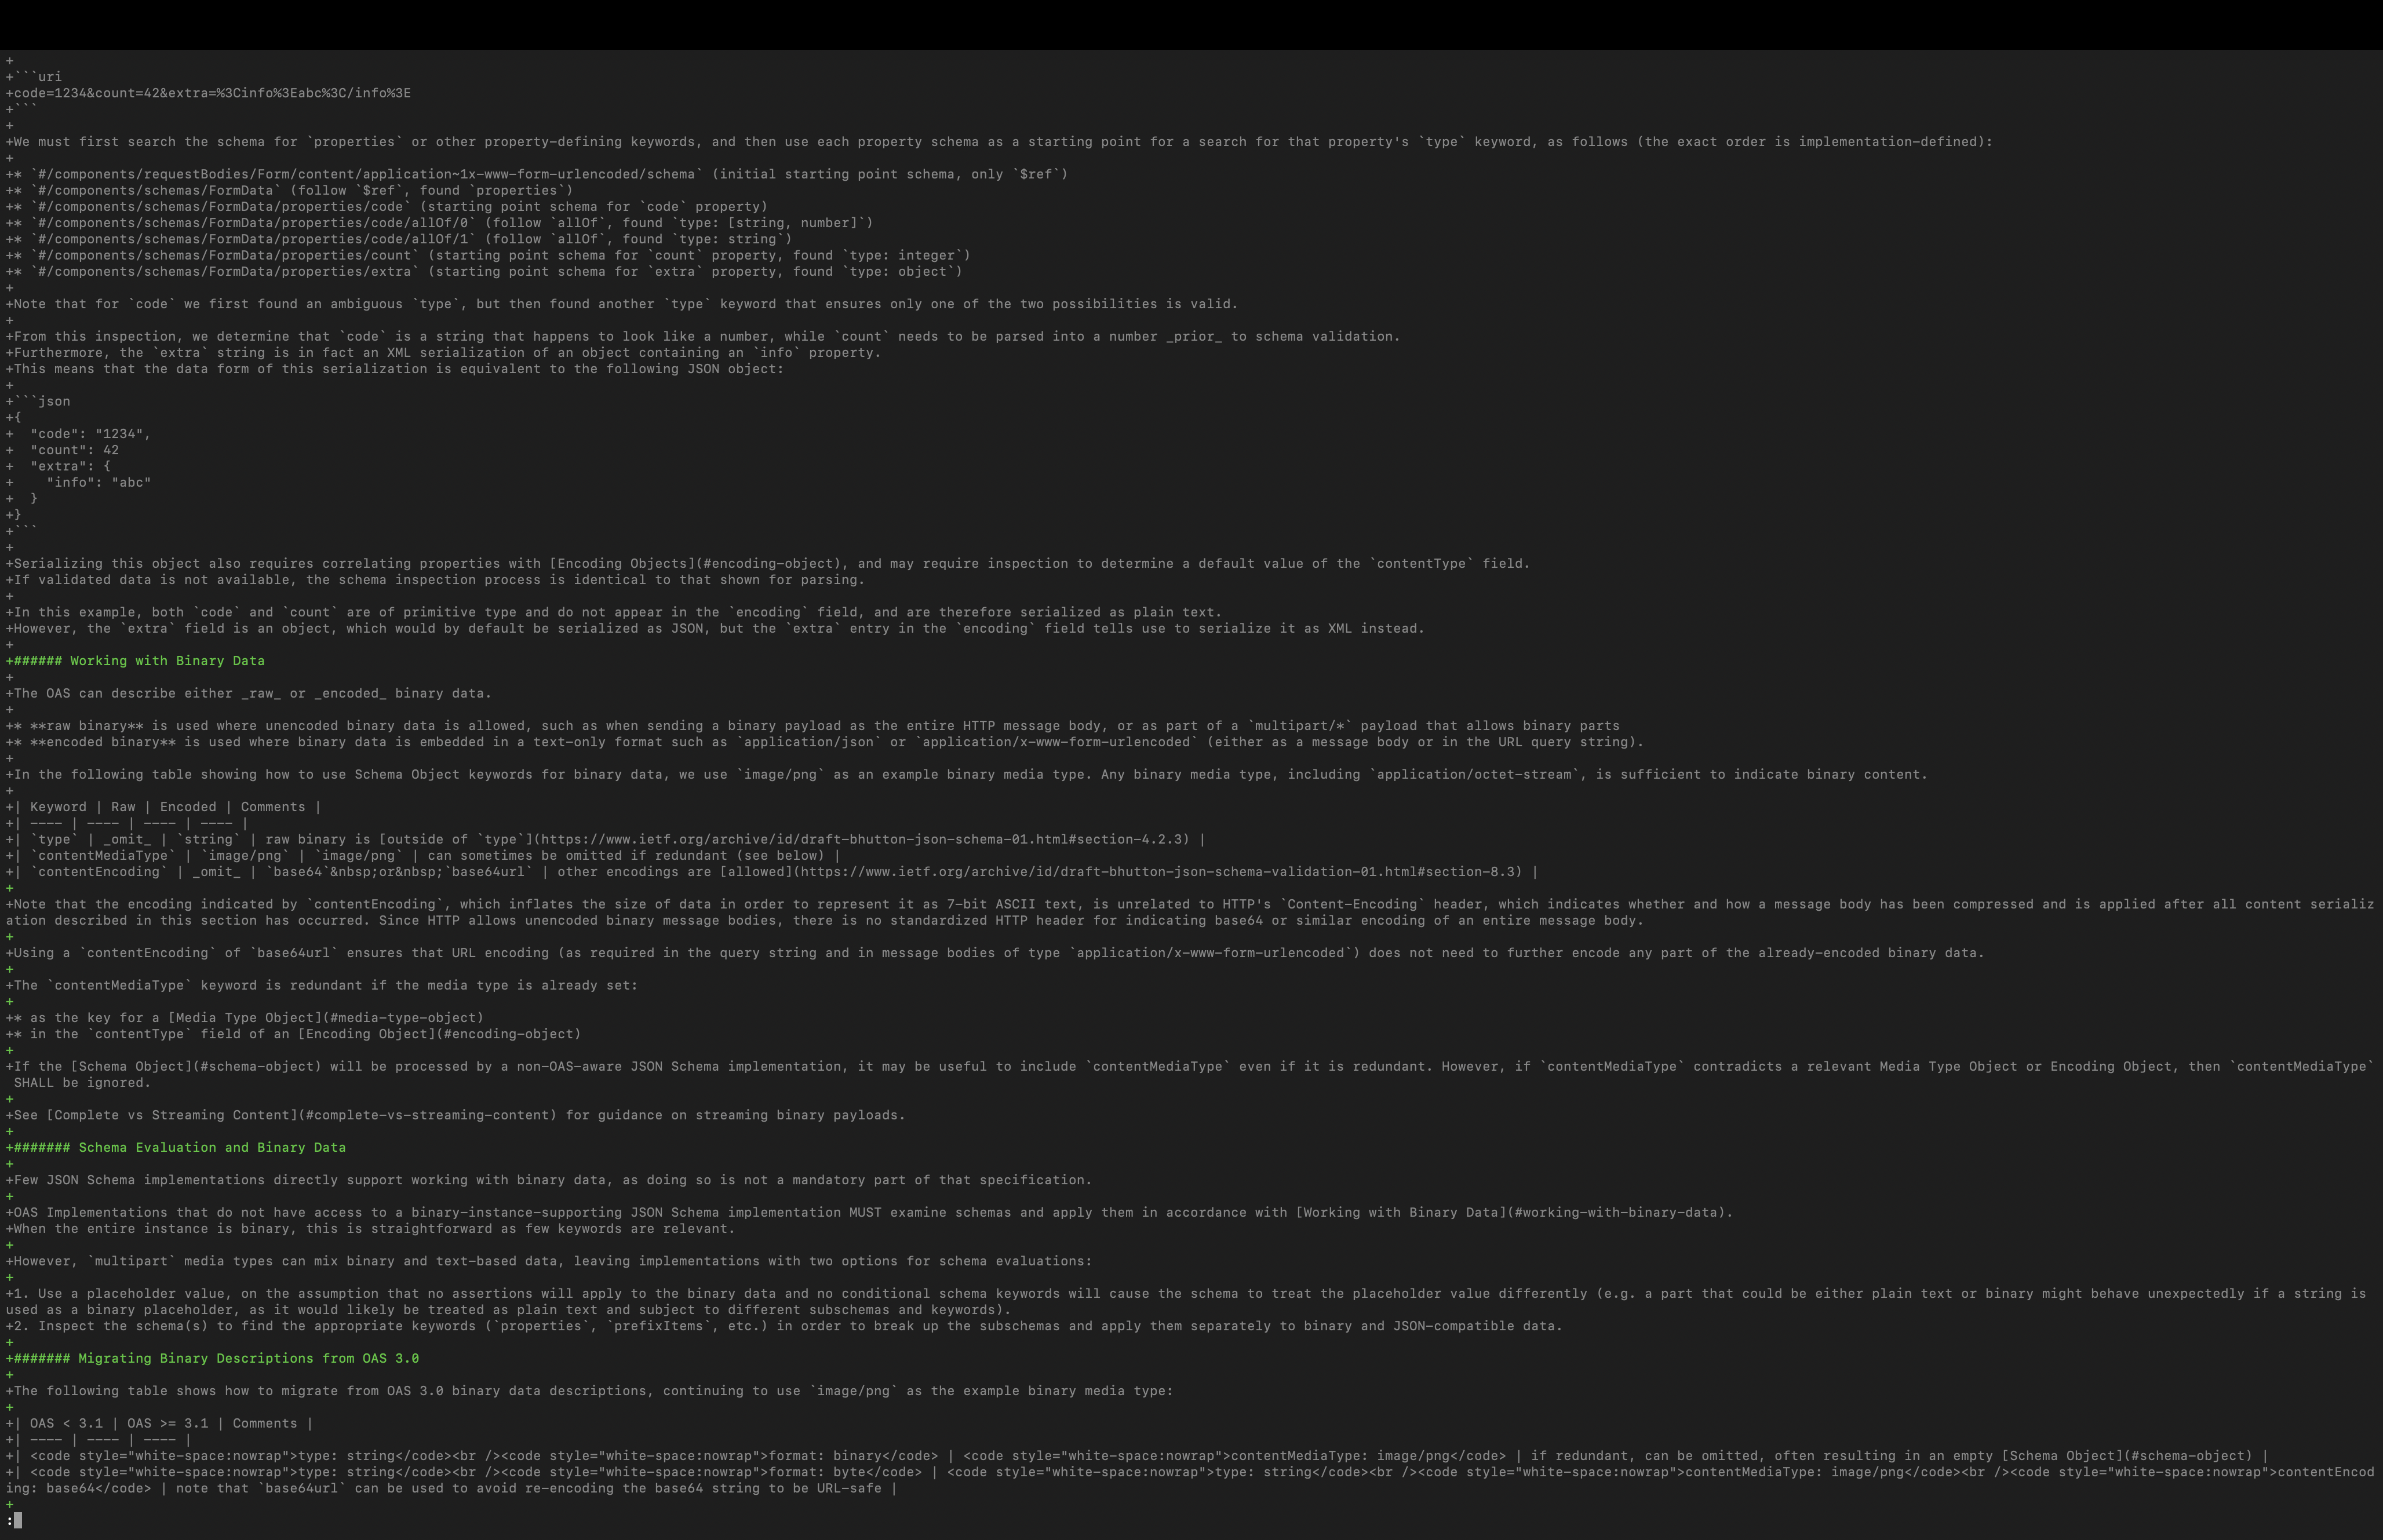 +
+```uri
+code=1234&count=42&extra=%3Cinfo%3Eabc%3C/info%3E
+```
+
+We must first search the schema for `properties` or other property-defining keywords, and then use each property schema as a starting point for a search for that property's `type` keyword, as follows (the exact order is implementation-defined):
+
+* `#/components/requestBodies/Form/content/application~1x-www-form-urlencoded/schema` (initial starting point schema, only `$ref`)
+* `#/components/schemas/FormData` (follow `$ref`, found `properties`)
+* `#/components/schemas/FormData/properties/code` (starting point schema for `code` property)
+* `#/components/schemas/FormData/properties/code/allOf/0` (follow `allOf`, found `type: [string, number]`)
+* `#/components/schemas/FormData/properties/code/allOf/1` (follow `allOf`, found `type: string`)
+* `#/components/schemas/FormData/properties/count` (starting point schema for `count` property, found `type: integer`)
+* `#/components/schemas/FormData/properties/extra` (starting point schema for `extra` property, found `type: object`)
+
+Note that for `code` we first found an ambiguous `type`, but then found another `type` keyword that ensures only one of the two possibilities is valid.
+
+From this inspection, we determine that `code` is a string that happens to look like a number, while `count` needs to be parsed into a number _prior_ to schema validation.
+Furthermore, the `extra` string is in fact an XML serialization of an object containing an `info` property.
+This means that the data form of this serialization is equivalent to the following JSON object:
+
+```json
+{
+  "code": "1234",
+  "count": 42
+  "extra": {
+    "info": "abc"
+  }
+}
+```
+
+Serializing this object also requires correlating properties with [Encoding Objects](#encoding-object), and may require inspection to determine a default value of the `contentType` field.
+If validated data is not available, the schema inspection process is identical to that shown for parsing.
+
+In this example, both `code` and `count` are of primitive type and do not appear in the `encoding` field, and are therefore serialized as plain text.
+However, the `extra` field is an object, which would by default be serialized as JSON, but the `extra` entry in the `encoding` field tells use to serialize it as XML instead.
+
+###### Working with Binary Data
+
+The OAS can describe either _raw_ or _encoded_ binary data.
+
+* **raw binary** is used where unencoded binary data is allowed, such as when sending a binary payload as the entire HTTP message body, or as part of a `multipart/*` payload that allows binary parts
+* **encoded binary** is used where binary data is embedded in a text-only format such as `application/json` or `application/x-www-form-urlencoded` (either as a message body or in the URL query string).
+
+In the following table showing how to use Schema Object keywords for binary data, we use `image/png` as an example binary media type. Any binary media type, including `application/octet-stream`, is sufficient to indicate binary content.
+
+| Keyword | Raw | Encoded | Comments |
+| ---- | ---- | ---- | ---- |
+| `type` | _omit_ | `string` | raw binary is [outside of `type`](https://www.ietf.org/archive/id/draft-bhutton-json-schema-01.html#section-4.2.3) |
+| `contentMediaType` | `image/png` | `image/png` | can sometimes be omitted if redundant (see below) |
+| `contentEncoding` | _omit_ | `base64`&nbsp;or&nbsp;`base64url` | other encodings are [allowed](https://www.ietf.org/archive/id/draft-bhutton-json-schema-validation-01.html#section-8.3) |
+
+Note that the encoding indicated by `contentEncoding`, which inflates the size of data in order to represent it as 7-bit ASCII text, is unrelated to HTTP's `Content-Encoding` header, which indicates whether and how a message body has been compressed and is applied after all content serializ
ation described in this section has occurred. Since HTTP allows unencoded binary message bodies, there is no standardized HTTP header for indicating base64 or similar encoding of an entire message body.
+
+Using a `contentEncoding` of `base64url` ensures that URL encoding (as required in the query string and in message bodies of type `application/x-www-form-urlencoded`) does not need to further encode any part of the already-encoded binary data.
+
+The `contentMediaType` keyword is redundant if the media type is already set:
+
+* as the key for a [Media Type Object](#media-type-object)
+* in the `contentType` field of an [Encoding Object](#encoding-object)
+
+If the [Schema Object](#schema-object) will be processed by a non-OAS-aware JSON Schema implementation, it may be useful to include `contentMediaType` even if it is redundant. However, if `contentMediaType` contradicts a relevant Media Type Object or Encoding Object, then `contentMediaType`
 SHALL be ignored.
+
+See [Complete vs Streaming Content](#complete-vs-streaming-content) for guidance on streaming binary payloads.
+
+####### Schema Evaluation and Binary Data
+
+Few JSON Schema implementations directly support working with binary data, as doing so is not a mandatory part of that specification.
+
+OAS Implementations that do not have access to a binary-instance-supporting JSON Schema implementation MUST examine schemas and apply them in accordance with [Working with Binary Data](#working-with-binary-data).
+When the entire instance is binary, this is straightforward as few keywords are relevant.
+
+However, `multipart` media types can mix binary and text-based data, leaving implementations with two options for schema evaluations:
+
+1. Use a placeholder value, on the assumption that no assertions will apply to the binary data and no conditional schema keywords will cause the schema to treat the placeholder value differently (e.g. a part that could be either plain text or binary might behave unexpectedly if a string is
used as a binary placeholder, as it would likely be treated as plain text and subject to different subschemas and keywords).
+2. Inspect the schema(s) to find the appropriate keywords (`properties`, `prefixItems`, etc.) in order to break up the subschemas and apply them separately to binary and JSON-compatible data.
+
+####### Migrating Binary Descriptions from OAS 3.0
+
+The following table shows how to migrate from OAS 3.0 binary data descriptions, continuing to use `image/png` as the example binary media type:
+
+| OAS < 3.1 | OAS >= 3.1 | Comments |
+| ---- | ---- | ---- |
+| <code style="white-space:nowrap">type: string</code><br /><code style="white-space:nowrap">format: binary</code> | <code style="white-space:nowrap">contentMediaType: image/png</code> | if redundant, can be omitted, often resulting in an empty [Schema Object](#schema-object) |
+| <code style="white-space:nowrap">type: string</code><br /><code style="white-space:nowrap">format: byte</code> | <code style="white-space:nowrap">type: string</code><br /><code style="white-space:nowrap">contentMediaType: image/png</code><br /><code style="white-space:nowrap">contentEncod
ing: base64</code> | note that `base64url` can be used to avoid re-encoding the base64 string to be URL-safe |
+
: